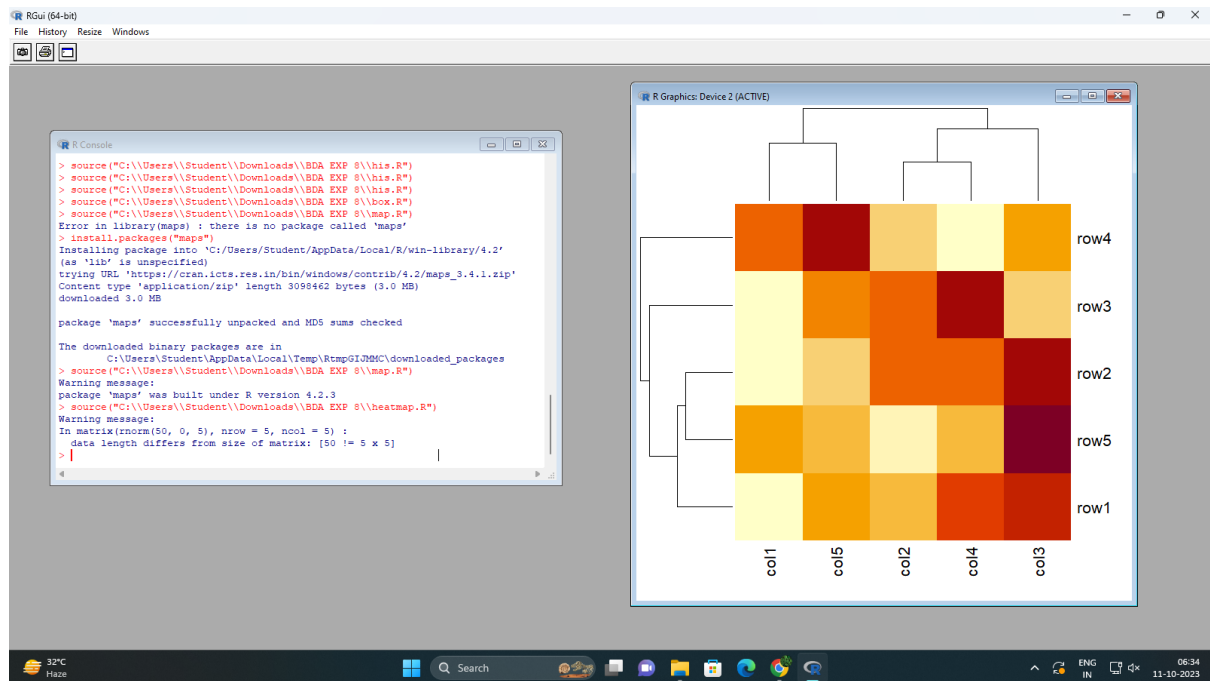 RGui (64-bit)
File History Resize Windows
R Console
> source("C:\\Users\\Student\\Downloads\\BDA EXP 8\\his.R")
> source("C:\\Users\\Student\\Downloads\\BDA EXP 8\\his.R")
> source("C:\\Users\\Student\\Downloads\\BDA EXP 8\\his.R")
> source("C:\\Users\\Student\\Downloads\\BDA EXP 8\\box.R")
> source("C:\\Users\\Student\\Downloads\\BDA EXP 8\\map.R")
Error in library(maps) : there is no package called ‘maps’
> install.packages("maps")
Installing package into ‘C:/Users/Student/AppData/Local/R/win-library/4.2’
(as ‘lib’ is unspecified)
trying URL 'https://cran.icts.res.in/bin/windows/contrib/4.2/maps_3.4.1.zip'
Content type 'application/zip' length 3098462 bytes (3.0 MB)
downloaded 3.0 MB
package ‘maps’ successfully unpacked and MD5 sums checked
The downloaded binary packages are in
C:\Users\Student\AppData\Local\Temp\RtmpGIJMMC\downloaded_packages
> source("C:\\Users\\Student\\Downloads\\BDA EXP 8\\map.R")
Warning message:
package ‘maps’ was built under R version 4.2.3
> source("C:\\Users\\Student\\Downloads\\BDA EXP 8\\heatmap.R")
Warning message:
In matrix(rnorm(50, 0, 5), nrow = 5, ncol = 5) :
data length differs from size of matrix: [50 != 5 x 5]
>
R Graphics: Device 2 (ACTIVE)
row4
row3
row2
row5
row1
col1
col5
col2
col4
col3
32°C
Haze
Search
ENG
IN
06:34
11-10-2023